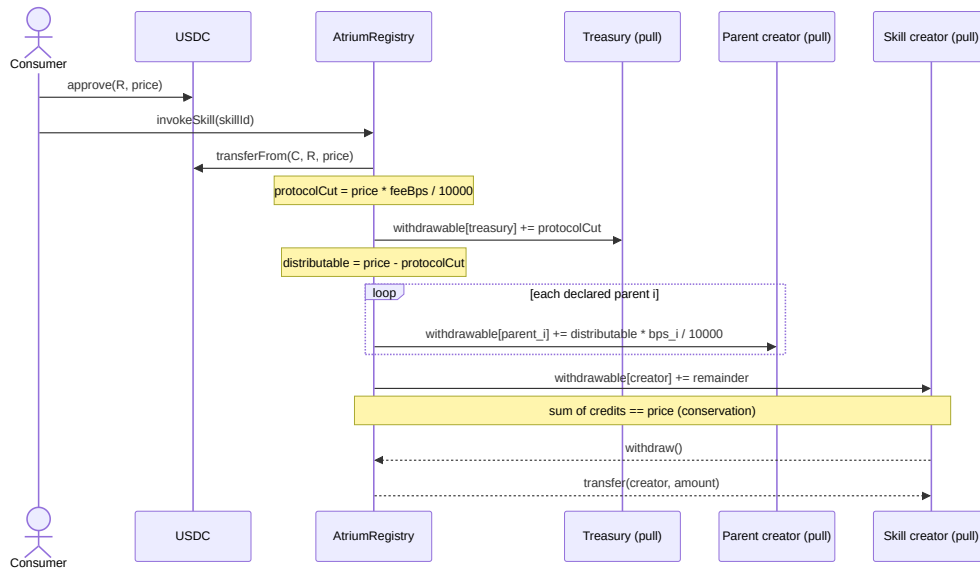 Consumer
USDC
AtriumRegistry
Treasury (pull)
Parent creator (pull)
Skill creator (pull)
approve(R, price)
invokeSkill(skillId)
transferFrom(C, R, price)
protocolCut = price * feeBps / 10000
withdrawable[treasury] += protocolCut
distributable = price - protocolCut
loop
[each declared parent i]
withdrawable[parent_i] += distributable * bps_i / 10000
withdrawable[creator] += remainder
sum of credits == price (conservation)
withdraw()
transfer(creator, amount)
Consumer
USDC
AtriumRegistry
Treasury (pull)
Parent creator (pull)
Skill creator (pull)